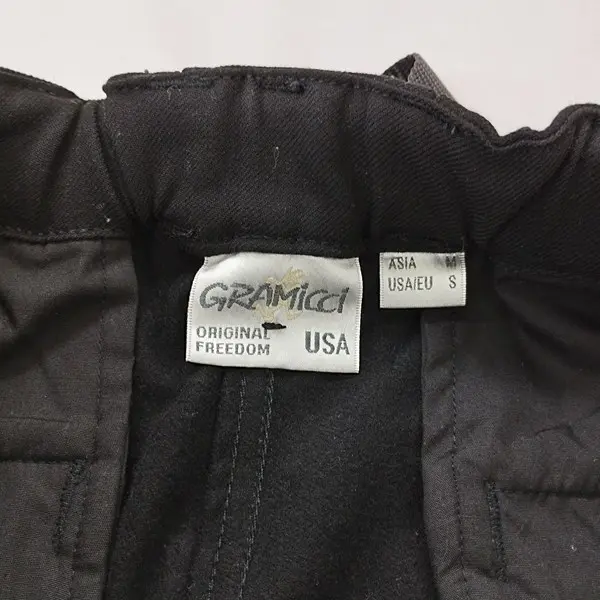 GRAMiCCi
ORIGINAL
FREEDOM USA
ASIA M
USA/EU S